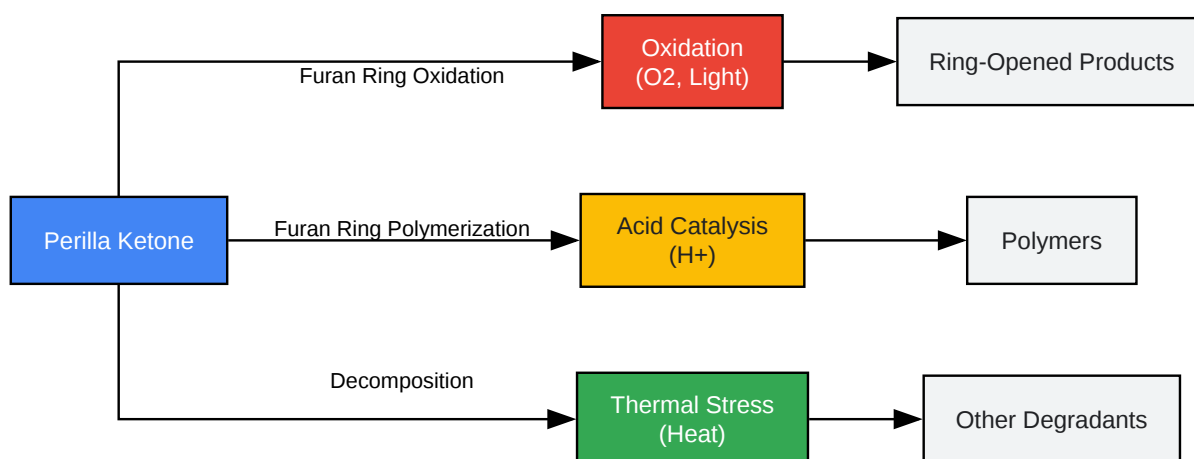 Furan Ring Oxidation
Oxidation
(O2, Light)
Ring-Opened Products
Perilla Ketone
Furan Ring Polymerization
Acid Catalysis
(H+)
Polymers
Decomposition
Thermal Stress
(Heat)
Other Degradants